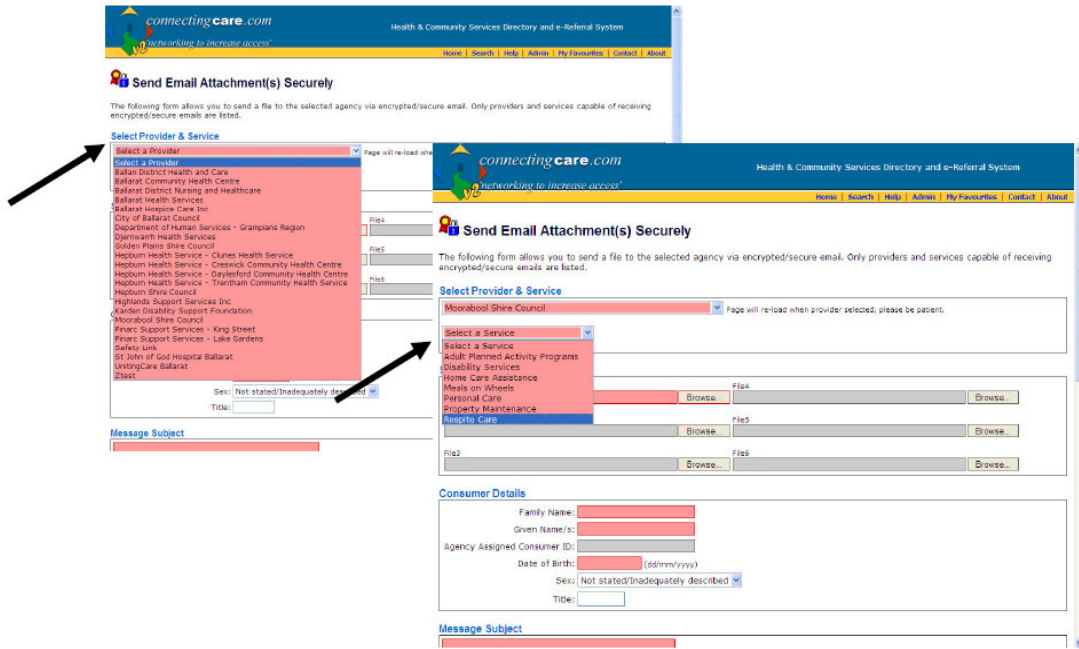 connectingcare.com
Health & Community Services Directory and e-Referral System
v2 'networking to increase access'
Home | Search | Help | Admin | My Favourites | Contact | About
Send Email Attachment(s) Securely
The following form allows you to send a file to the selected agency via encrypted/secure email. Only providers and services capable of receiving
encrypted/secure emails are listed.
Select Provider & Service
Select a Provider
Page will re-load whe
Select a Provider
Ballan District Health and Care
Ballarat Community Health Centre
Ballarat District Nursing and Healthcare
Ballarat Health Services
Ballarat Hospice Care Inc
City of Ballarat Council
Department of Human Services - Grampians Region
Djerriwarrh Health Services
Golden Plains Shire Council
Hepburn Health Service - Clunes Health Service
Hepburn Health Service - Creswick Community Health Centre
Hepburn Health Service - Daylesford Community Health Centre
Hepburn Health Service - Trentham Community Health Service
Hepburn Shire Council
Highlands Support Services Inc
Karden Disability Support Foundation
Moorabool Shire Council
Pinarc Support Services - King Street
Pinarc Support Services - Lake Gardens
Safety Link
St John of God Hospital Ballarat
UnitingCare Ballarat
Ztest
File4
File5
File6
Sex: Not stated/Inadequately described
Title:
Message Subject
connectingcare.com
Health & Community Services Directory and e-Referral System
v2 'networking to increase access'
Home | Search | Help | Admin | My Favourites | Contact | About
Send Email Attachment(s) Securely
The following form allows you to send a file to the selected agency via encrypted/secure email. Only providers and services capable of receiving
encrypted/secure emails are listed.
Select Provider & Service
Moorabool Shire Council
Page will re-load when provider selected, please be patient.
Select a Service
Select a Service
Adult Planned Activity Programs
Disability Services
Home Care Assistance
Meals on Wheels
Personal Care
Property Maintenance
Respite Care
File4
Browse... Browse...
File5
Browse... Browse...
File3 File6
Browse... Browse...
Consumer Details
Family Name:
Given Name/s:
Agency Assigned Consumer ID:
Date of Birth: (dd/mm/yyyy)
Sex: Not stated/Inadequately described
Title:
Message Subject